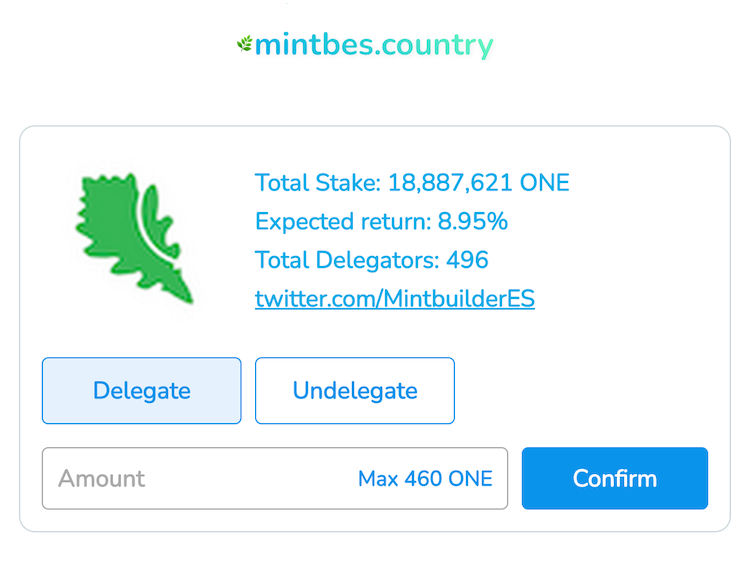 mintbes.country
Total Stake: 18,887,621 ONE
Expected return: 8.95%
Total Delegators: 496
twitter.com/MintbuilderES
Delegate Undelegate
Amount Max 460 ONE Confirm